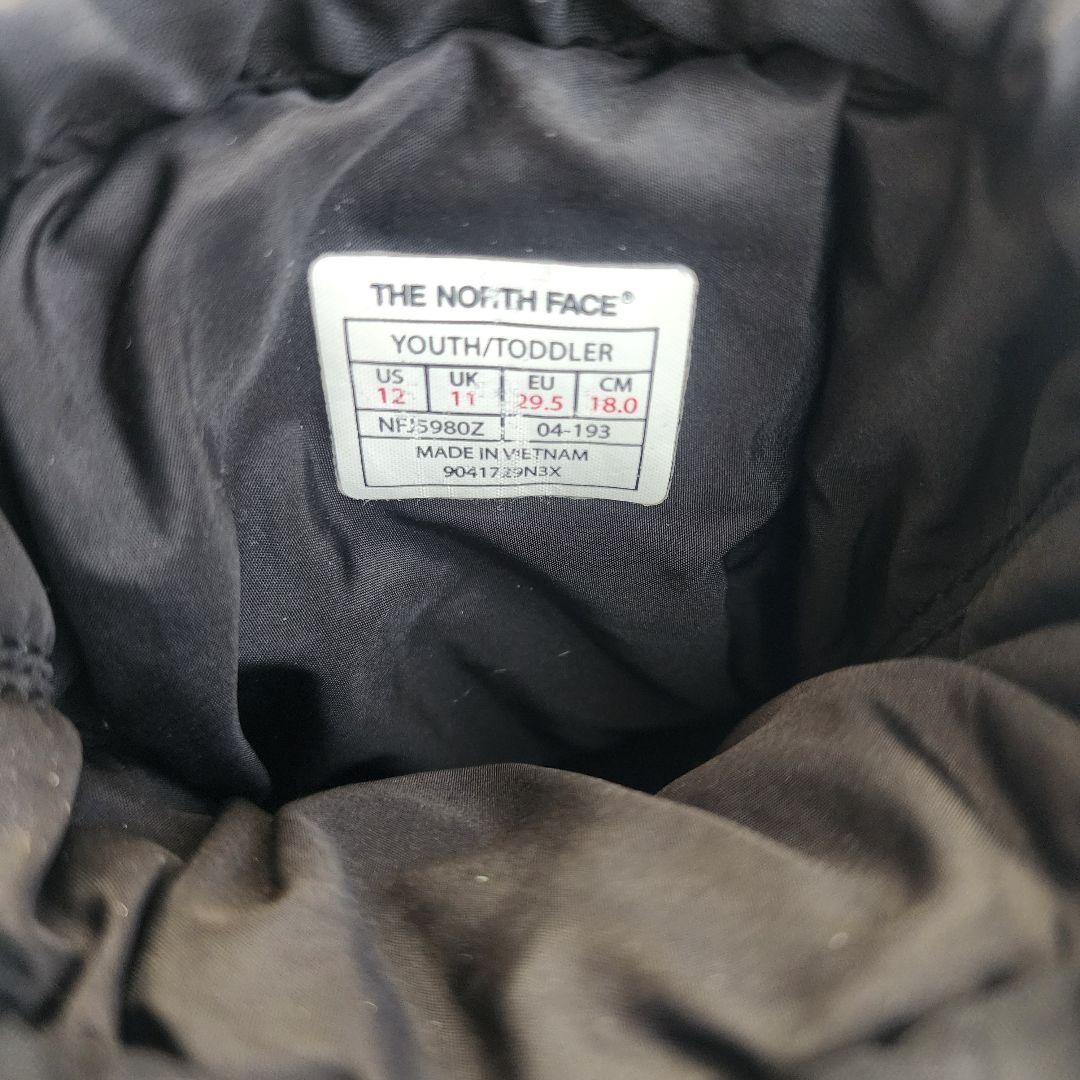 THE NORTH FACE®
YOUTH/TODDLER
US UK EU CM
12 11 29.5 18.0
NFJ5980Z 04-193
MADE IN VIETNAM
9041729N3X